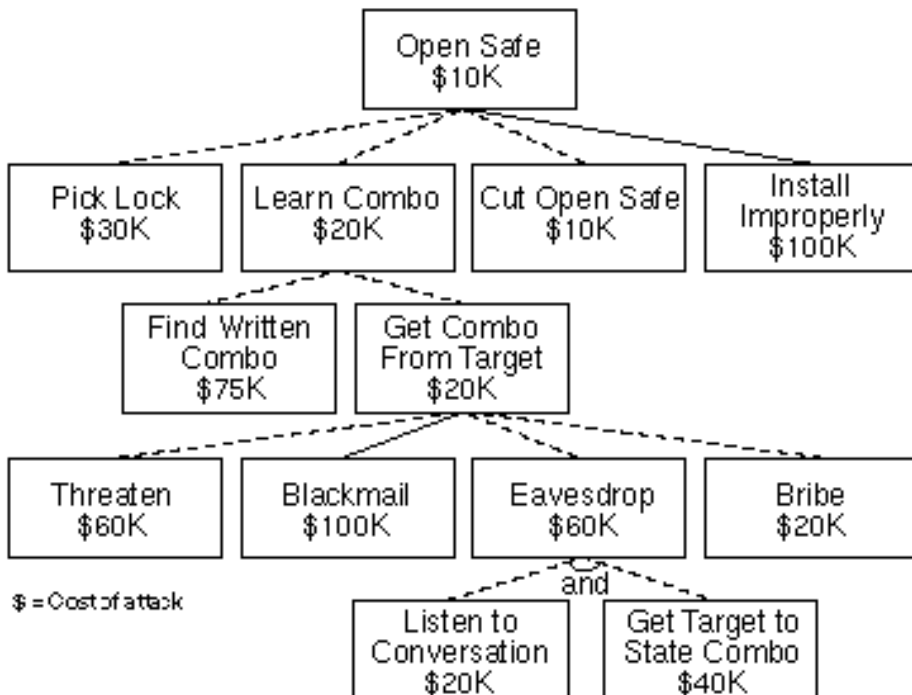 Open Safe
$10K
Pick Lock
$30K
Learn Combo
$20K
Cut Open Safe
$10K
Install
Improperly
$100K
Find Written
Combo
$75K
Get Combo
From Target
$20K
Threaten
$60K
Blackmail
$100K
Eavesdrop
$60K
Bribe
$20K
and
$ = Cost of attack
Listen to
Conversation
$20K
Get Target to
State Combo
$40K